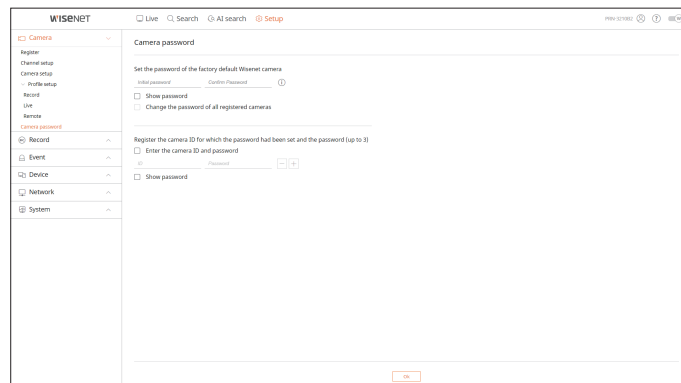 WISENET
Live Search AI search Setup
Camera
Register
Channel setup
Camera setup
Profile setup
Record
Live
Remote
Camera password
Record
Event
Device
Network
System
Camera password
Set the password of the factory default Wisenet camera
Initial password Confirm Password
Show password
Change the password of all registered cameras
Register the camera ID for which the password had been set and the password (up to 3)
Enter the camera ID and password
ID Password
Show password
Ok